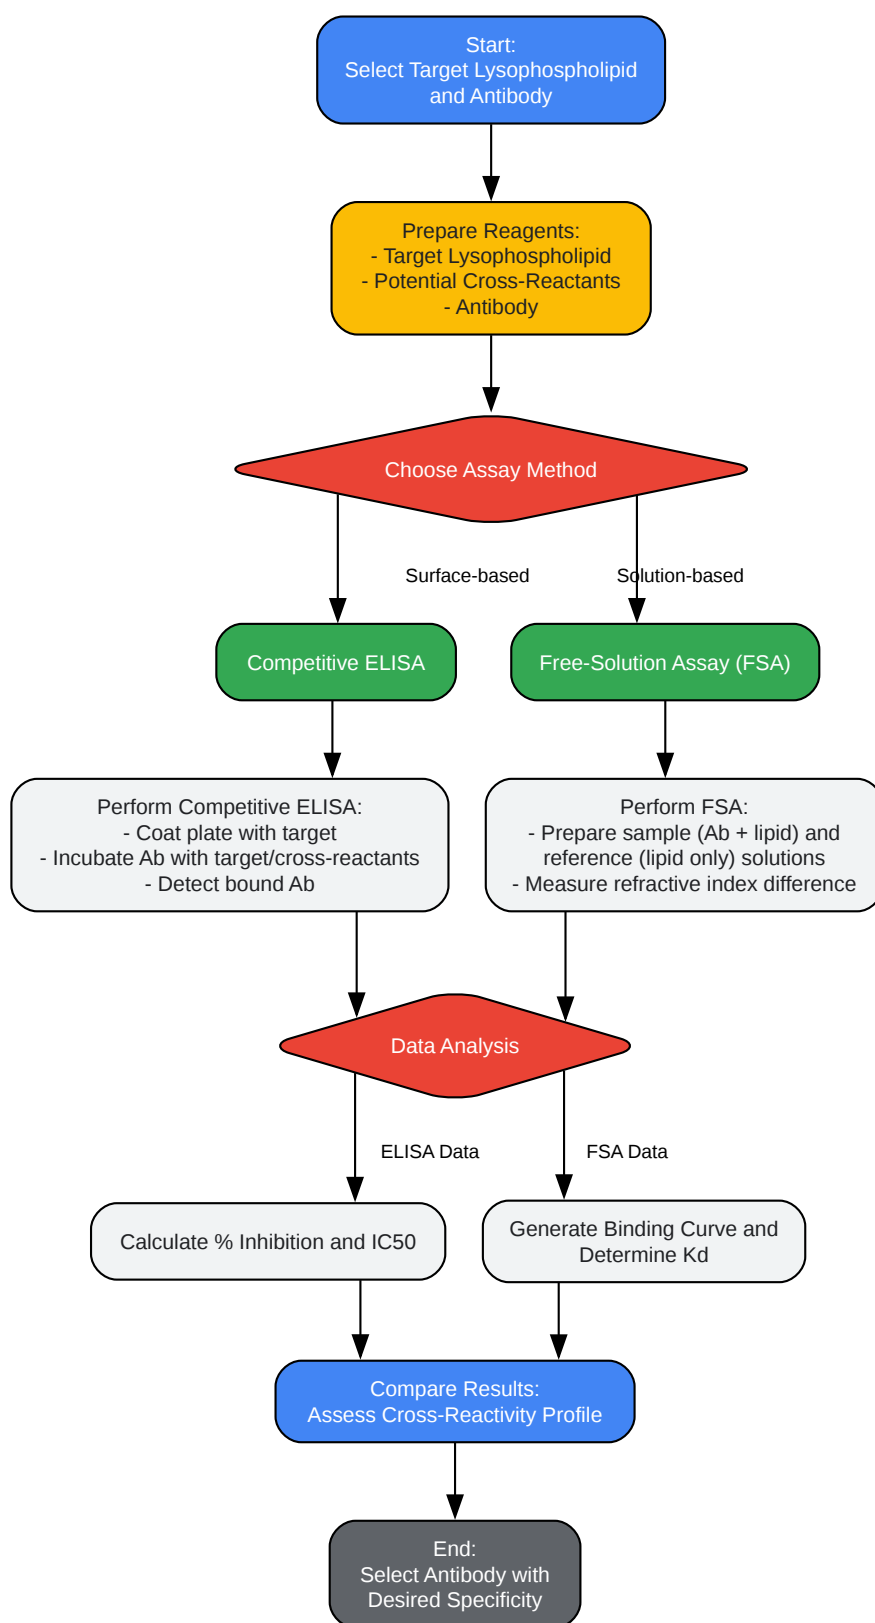 Start:
Select Target Lysophospholipid
and Antibody
Prepare Reagents:
- Target Lysophospholipid
- Potential Cross-Reactants
- Antibody
Choose Assay Method
Surface-based
Solution-based
Competitive ELISA
Free-Solution Assay (FSA)
Perform Competitive ELISA:
- Coat plate with target
- Incubate Ab with target/cross-reactants
- Detect bound Ab
Perform FSA:
- Prepare sample (Ab + lipid) and
reference (lipid only) solutions
- Measure refractive index difference
Data Analysis
ELISA Data
FSA Data
Calculate % Inhibition and IC50
Generate Binding Curve and
Determine Kd
Compare Results:
Assess Cross-Reactivity Profile
End:
Select Antibody with
Desired Specificity